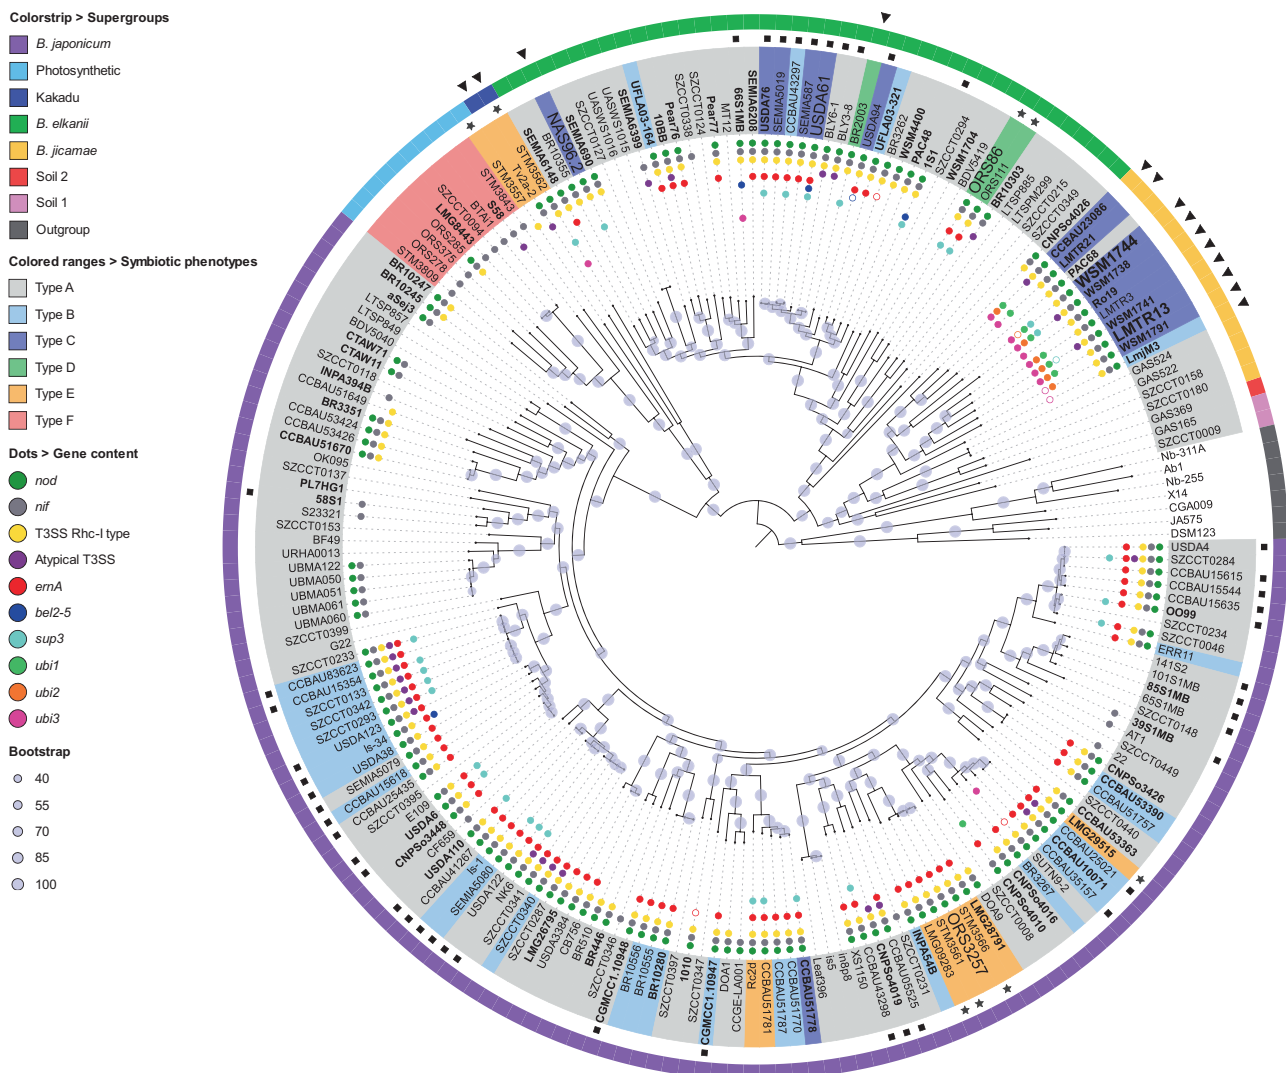 Colorstrip > Supergroups
B. japonicum
Photosynthetic
Kakadu
B. elkanii
B. jicamae
Soil 2
Soil 1
Outgroup
Colored ranges > Symbiotic phenotypes
Type A
Type B
Type C
Type D
Type E
Type F
Dots > Gene content
nod
nif
T3SS Rhc-I type
Atypical T3SS
ernA
bel2-5
sup3
ubi1
ubi2
ubi3
Bootstrap
40
55
70
85
100
BR10247
BR10245
aSej3
LTSP857
LTSP849
BDV5040
CTAW71
CTAW11
SZCCT0118
INPA394B
CCBAU51649
BR3351
CCBAU53424
CCBAU53426
CCBAU51670
OK095
SZCCT0137
PL7HG1
58S1
S23321
SZCCT0153
BF49
URHA0013
UBMA122
UBMA050
UBMA051
UBMA061
UBMA060
SZCCT0399
G22
SZCCT0233
CCBAU83623
CCBAU15354
SZCCT0133
SZCCT0342
SZCCT0293
USDA123
Is-34
USDA38
SEMIA5079
CCBAU15618
CCBAU25435
SZCCT0395
E109
USDA6
CNPSo3448
CF659
USDA110
CCBAU41267
Is-1
SEMIA5080
USDA122
NK6
SZCCT0341
SZCCT0340
SZCCT0287
LMG26795
USDA3384
CB756
BR510
BR446
SZCCT0346
CGMCC1.10948
BR10556
BR10555
BR10280
SZCCT0397
1010
SZCCT0347
CGMCC1.10947
DOA1
CCGE-LA001
Rc2d
CCBAU51781
CCBAU51787
CCBAU51770
CCBAU51778
Leaf396
is5
in8p8
XS1150
CCBAU43298
CNPSo4019
CCBAU05525
SZCCT0231
INPA54B
LMG09283
STM3561
ORS3257
STM3566
LMG28791
DOA9
SZCCT0008
CNPSo4010
CNPSo4016
BR3267
SUTN9-2
CCBAU35157
CCBAU10071
CCBAU25021
LMG29515
CCBAU53363
SZCCT0440
CCBAU51757
CCBAU53390
CNPSo3426
22
SZCCT0449
AT1
39S1MB
SZCCT0148
65S1MB
85S1MB
101S1MB
141S2
ERR11
SZCCT0046
SZCCT0234
OO99
CCBAU15635
CCBAU15544
CCBAU15615
SZCCT0284
USDA4
DSM123
JA575
CGA009
X14
Nb-255
Ab1
Nb-311A
SZCCT0009
GAS165
GAS369
SZCCT0180
SZCCT0158
GAS522
GAS524
LmjM3
WSM1791
LMTR13
WSM1741
LMTR3
Ro19
WSM1738
WSM1744
PAC68
LMTR21
CCBAU23086
CNPSo4026
SZCCT0349
SZCCT0215
LTSPM299
LTSP885
BR10303
ORS111
ORS86
BDV5419
WSM1704
SZCCT0294
1S1
PAC48
WSM4400
BR3262
UFLA03-321
USDA94
BR2003
BLY3-8
BLY6-1
USDA61
SEMIA587
CCBAU43297
SEMIA5019
USDA76
SEMIA6208
66S1MB
MT12
Pear77
SZCCT0124
SZCCT0338
Pear76
10BB
UFLA03-164
SEMIA6399
UASWS1015
UASWS1016
SZCCT0127
SEMIA690
NAS96.2
BR10355
SEMIA6148
STM3562
Tv2a-2
STM3557
STM3843
S58
BTAi1
SZCCT0094
LMG8443
ORS285
ORS375
ORS278
STM3809